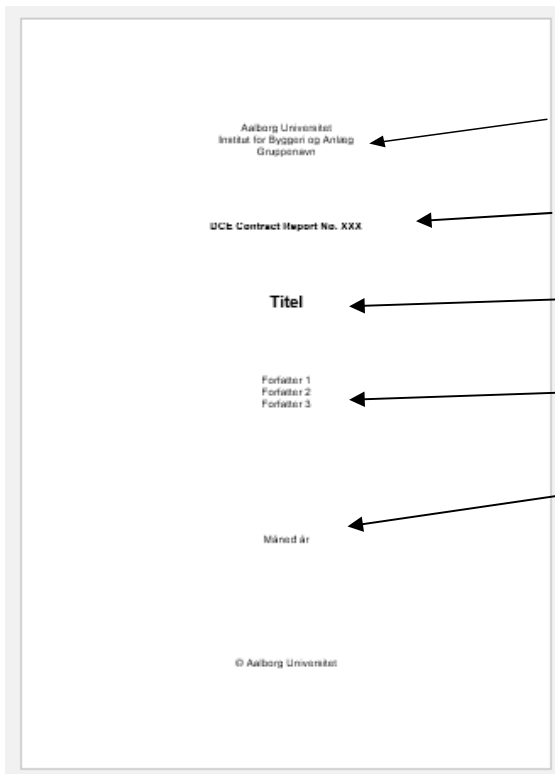 Aalborg Universitet
Institut for Byggeri og Anlæg
Gruppenavn
DCE Contract Report No. XXX
Titel
Forfatter 1
Forfatter 2
Forfatter 3
Måned år
© Aalborg Universitet